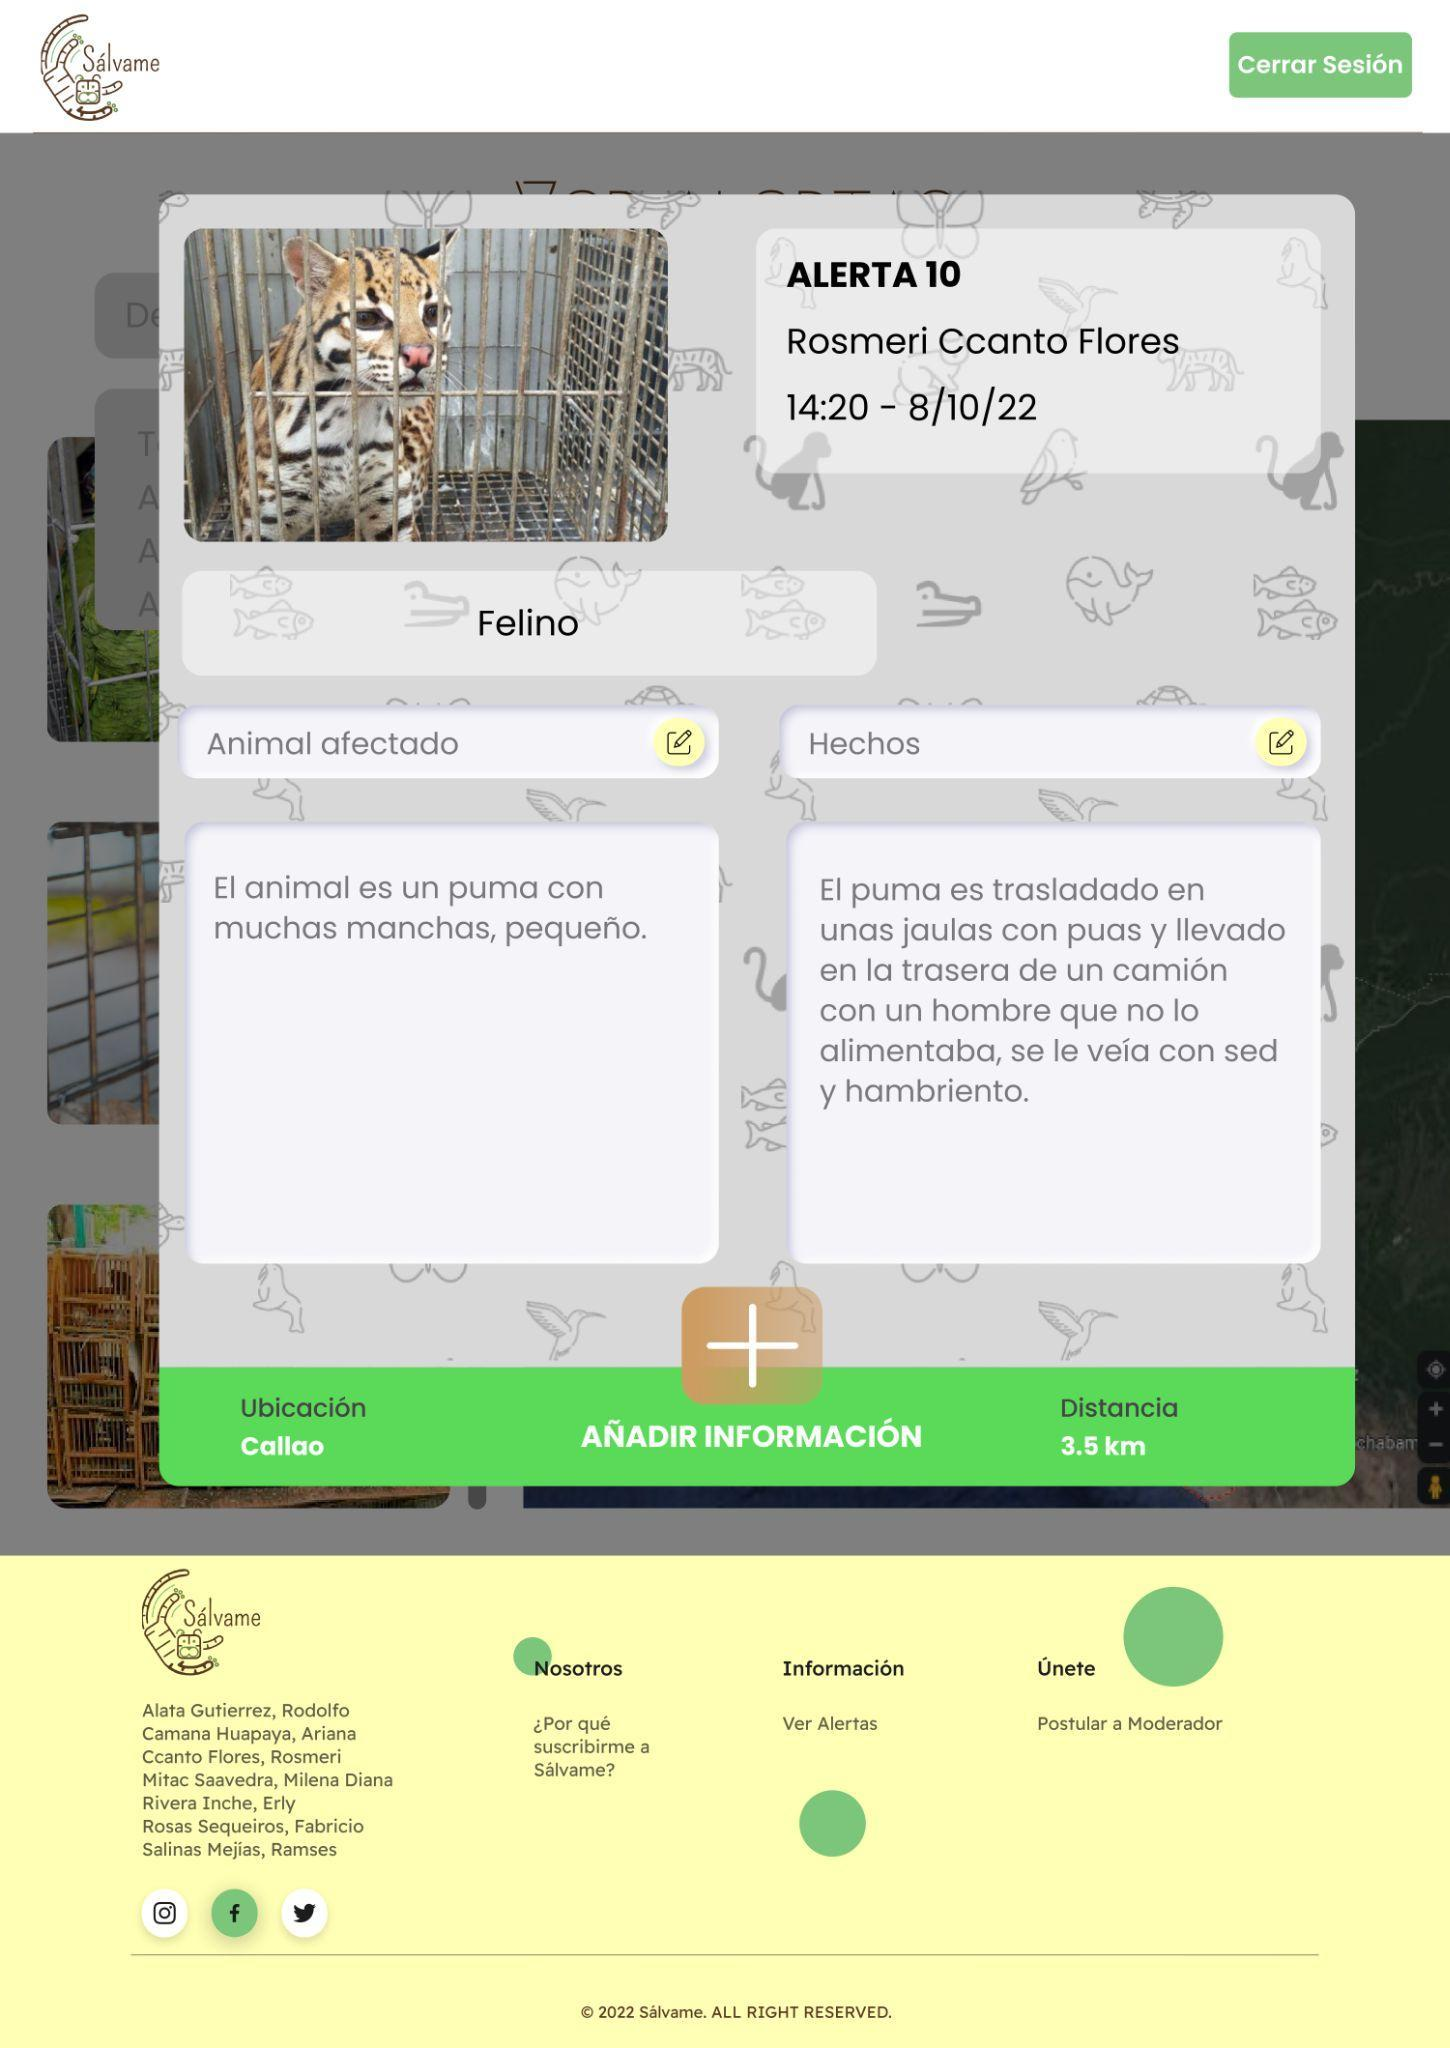 Sálvame
Cerrar Sesión
ALERTA 10
Rosmeri Ccanto Flores
14:20 - 8/10/22
Felino
Animal afectado
Hechos
El animal es un puma con
muchas manchas, pequeño.
El puma es trasladado en
unas jaulas con puas y llevado
en la trasera de un camión
con un hombre que no lo
alimentaba, se le veía con sed
y hambriento.
Ubicación
Callao
AÑADIR INFORMACIÓN
Distancia
3.5 km
Sálvame
Alata Gutierrez, Rodolfo
Camana Huapaya, Ariana
Ccanto Flores, Rosmeri
Mitac Saavedra, Milena Diana
Rivera Inche, Erly
Rosas Sequeiros, Fabricio
Salinas Mejías, Ramses
Nosotros
¿Por qué
suscribirme a
Sálvame?
Información
Ver Alertas
Únete
Postular a Moderador
© 2022 Sálvame. ALL RIGHT RESERVED.